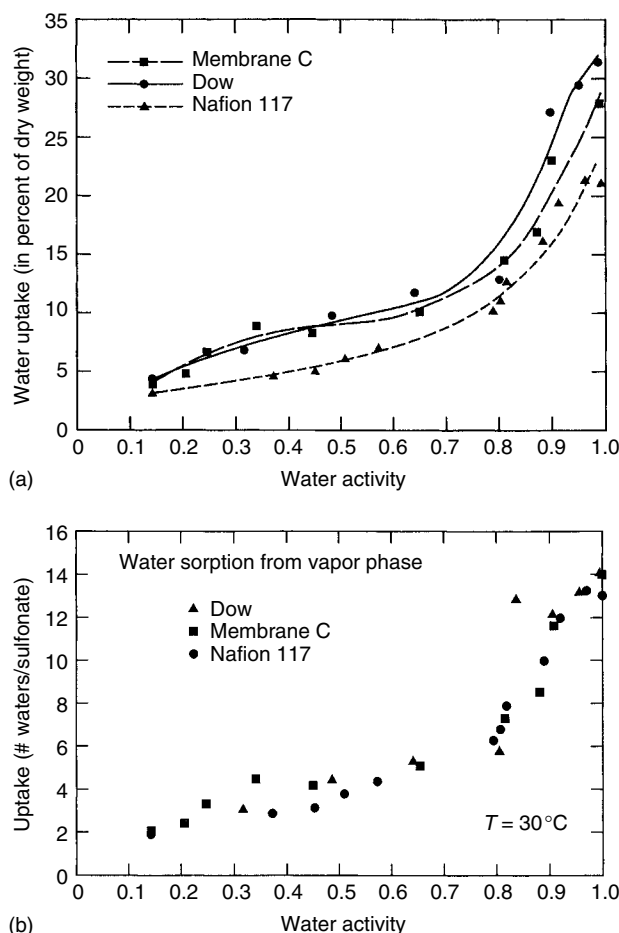 35
30
25
20
15
10
5
0
Water uptake (in percent of dry weight)
Membrane C
Dow
Nafion 117
0 0.1 0.2 0.3 0.4 0.5 0.6 0.7 0.8 0.9 1.0
Water activity
(a)
16
14
12
10
8
6
4
2
0
Uptake (# waters/sulfonate)
Water sorption from vapor phase
Dow
Membrane C
Nafion 117
T = 30°C
0 0.1 0.2 0.3 0.4 0.5 0.6 0.7 0.8 0.9 1.0
Water activity
(b)